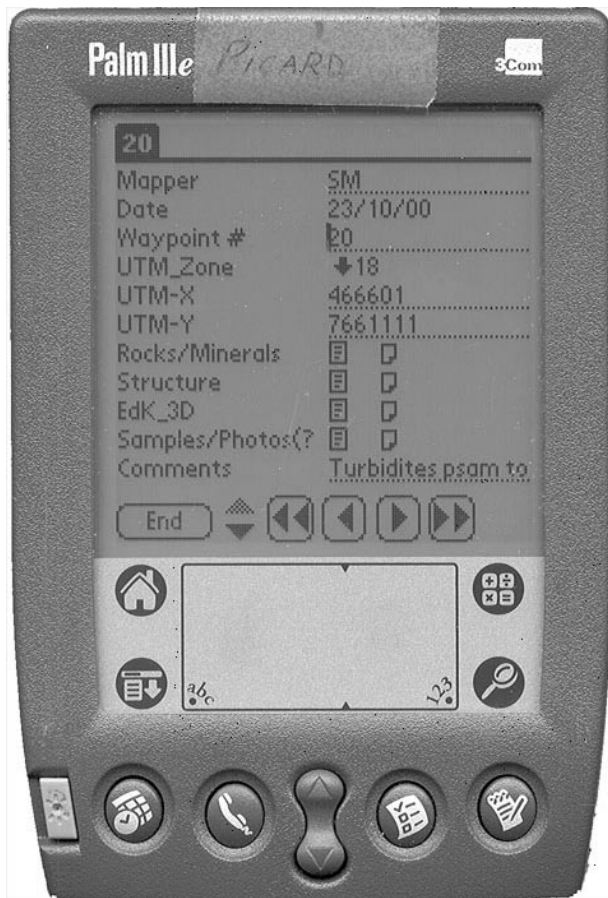 Palm IIIe
PICARD
3Com
20
Mapper SM
Date 23/10/00
Waypoint # 20
UTM_Zone 18
UTM-X 466601
UTM-Y 7661111
Rocks/Minerals
Structure
EdK_3D
Samples/Photos(?
Comments Turbidites psam to
End
abc
123